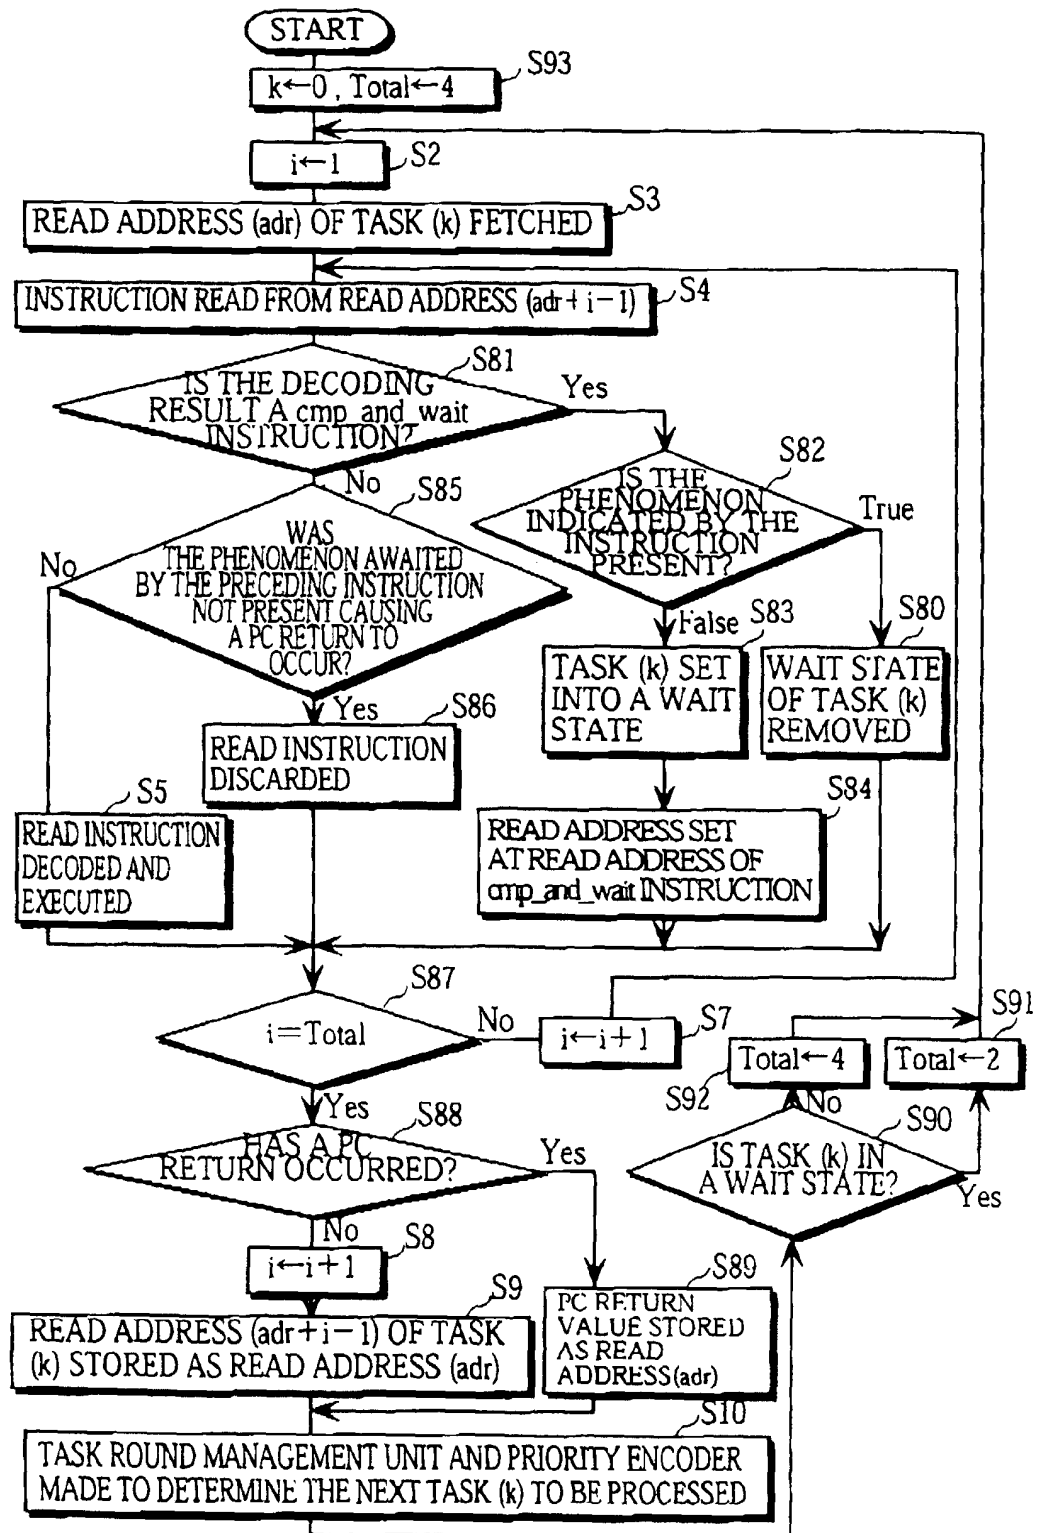 START
k←0 , Total←4
S93
i←1
S2
READ ADDRESS (adr) OF TASK (k) FETCHED
S3
INSTRUCTION READ FROM READ ADDRESS (adr + i−1)
S4
S81
IS THE DECODING
RESULT A cmp_and_wait
INSTRUCTION?
Yes
No
S82
IS THE
PHENOMENON
INDICATED BY THE
INSTRUCTION
PRESENT?
True
False
S85
WAS
THE PHENOMENON AWAITED
BY THE PRECEDING INSTRUCTION
NOT PRESENT CAUSING
A PC RETURN TO
OCCUR?
No
Yes
S83
TASK (k) SET
INTO A WAIT
STATE
S80
WAIT STATE
OF TASK (k)
REMOVED
S86
READ INSTRUCTION
DISCARDED
S5
READ INSTRUCTION
DECODED AND
EXECUTED
S84
READ ADDRESS SET
AT READ ADDRESS OF
cmp_and_wait INSTRUCTION
S87
i=Total
No
Yes
i←i+1
S7
Total←4
S92
Total←2
S91
No
S90
IS TASK (k) IN
A WAIT STATE?
Yes
S88
HAS A PC
RETURN OCCURRED?
Yes
No
i←i+1
S8
S9
READ ADDRESS (adr+i−1) OF TASK
(k) STORED AS READ ADDRESS (adr)
S89
PC RETURN
VALUE STORED
AS READ
ADDRESS(adr)
S10
TASK ROUND MANAGEMENT UNIT AND PRIORITY ENCODER
MADE TO DETERMINE THE NEXT TASK (k) TO BE PROCESSED